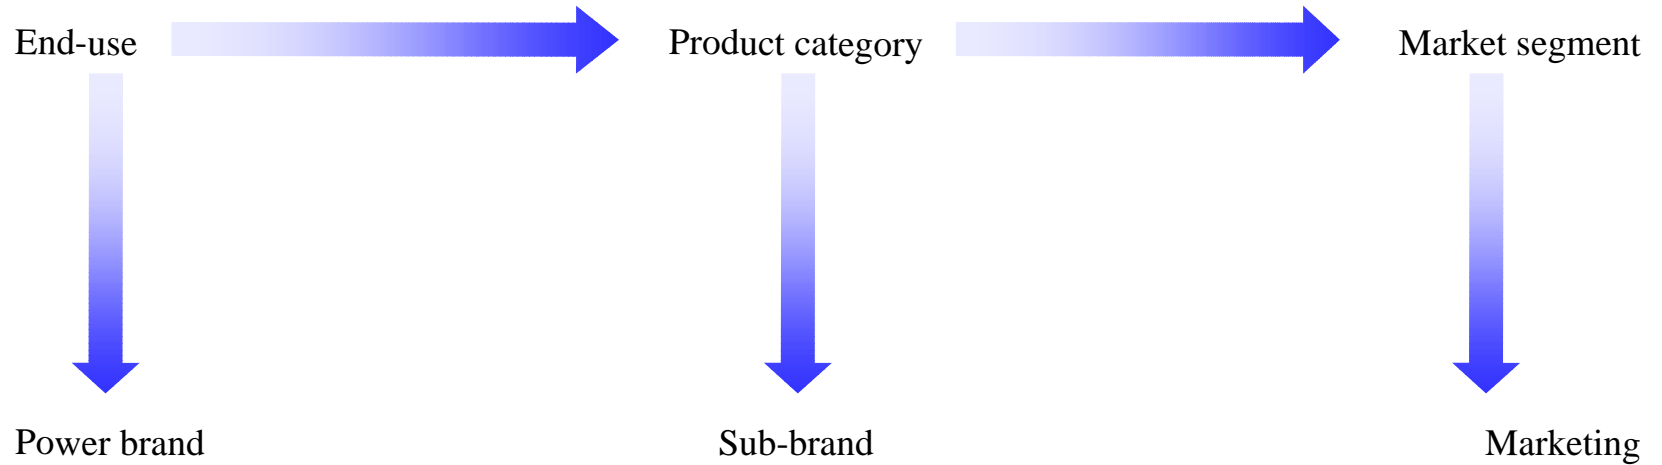 End-use
Product category
Market segment
Power brand
Sub-brand
Marketing